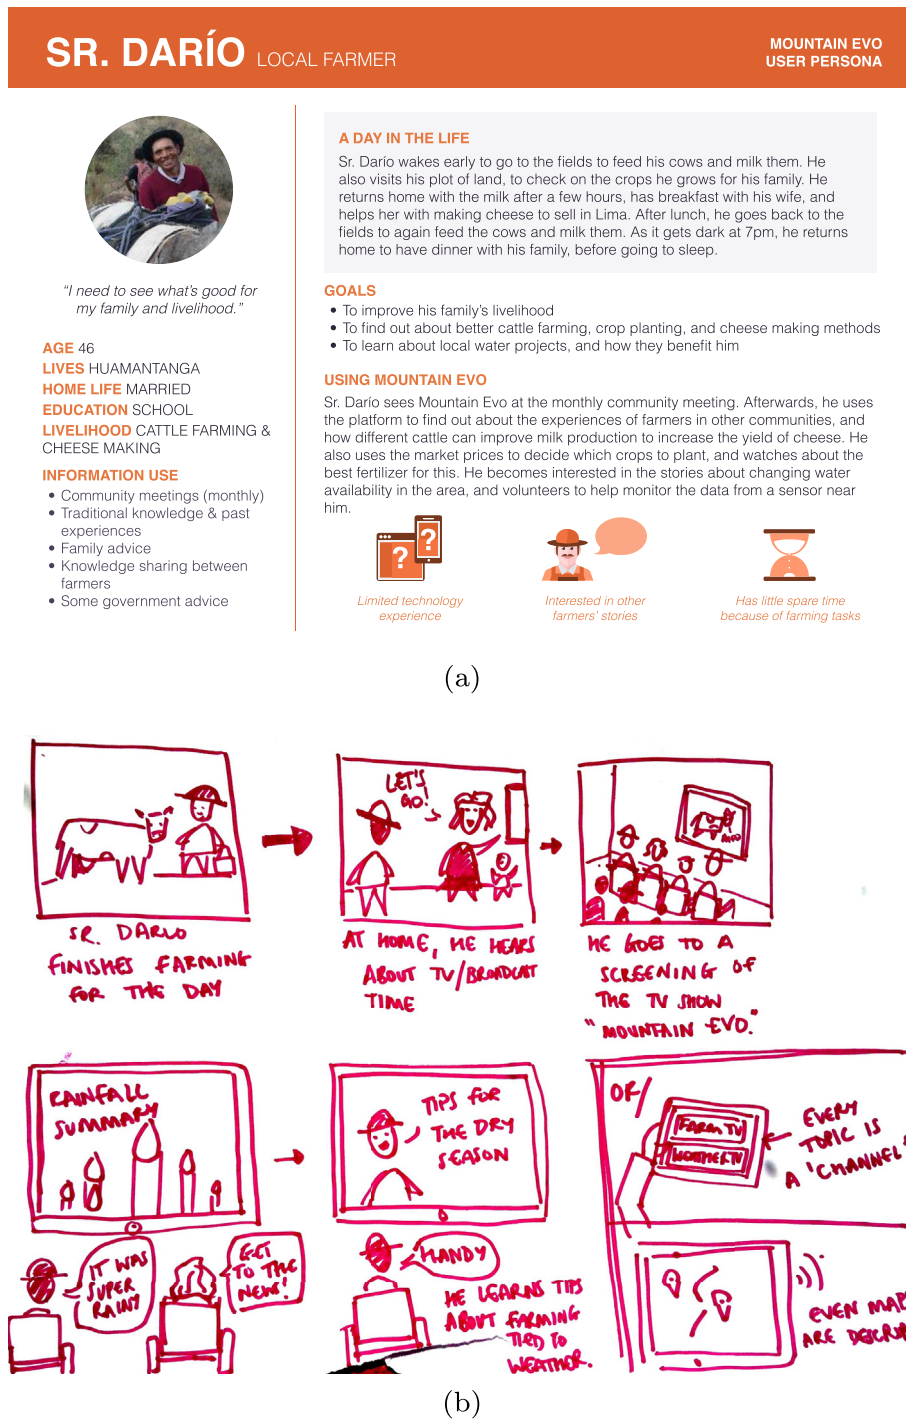 SR. DARÍO LOCAL FARMER
MOUNTAIN EVO
USER PERSONA
“I need to see what’s good for
my family and livelihood.”
AGE 46
LIVES HUAMANTANGA
HOME LIFE MARRIED
EDUCATION SCHOOL
LIVELIHOOD CATTLE FARMING &
CHEESE MAKING
INFORMATION USE
• Community meetings (monthly)
• Traditional knowledge & past
experiences
• Family advice
• Knowledge sharing between
farmers
• Some government advice
A DAY IN THE LIFE
Sr. Darío wakes early to go to the fields to feed his cows and milk them. He
also visits his plot of land, to check on the crops he grows for his family. He
returns home with the milk after a few hours, has breakfast with his wife, and
helps her with making cheese to sell in Lima. After lunch, he goes back to the
fields to again feed the cows and milk them. As it gets dark at 7pm, he returns
home to have dinner with his family, before going to sleep.
GOALS
• To improve his family’s livelihood
• To find out about better cattle farming, crop planting, and cheese making methods
• To learn about local water projects, and how they benefit him
USING MOUNTAIN EVO
Sr. Darío sees Mountain Evo at the monthly community meeting. Afterwards, he uses
the platform to find out about the experiences of farmers in other communities, and
how different cattle can improve milk production to increase the yield of cheese. He
also uses the market prices to decide which crops to plant, and watches about the
best fertilizer for this. He becomes interested in the stories about changing water
availability in the area, and volunteers to help monitor the data from a sensor near
him.
? ?
Limited technology
experience
Interested in other
farmers’ stories
Has little spare time
because of farming tasks
(a)
SR. DARIO
FINISHES FARMING
FOR THE DAY
LET'S
GO!
AT HOME, HE HEARS
ABOUT TV/BROADCAST
TIME
HE GOES TO A
SCREENING OF
THE TV SHOW
"MOUNTAIN EVO."
RAINFALL
SUMMARY
IT WAS
SUPER
RAINY
GET
TO THE
NEWS!
TIPS FOR
THE DRY
SEASON
HANDY
HE LEARNS TIPS
ABOUT FARMING
TIED TO
WEATHER.
OR/
FARM TV
WEATHER TV
EVERY
TOPIC IS
A 'CHANNEL'
EVEN
ARE
(b)